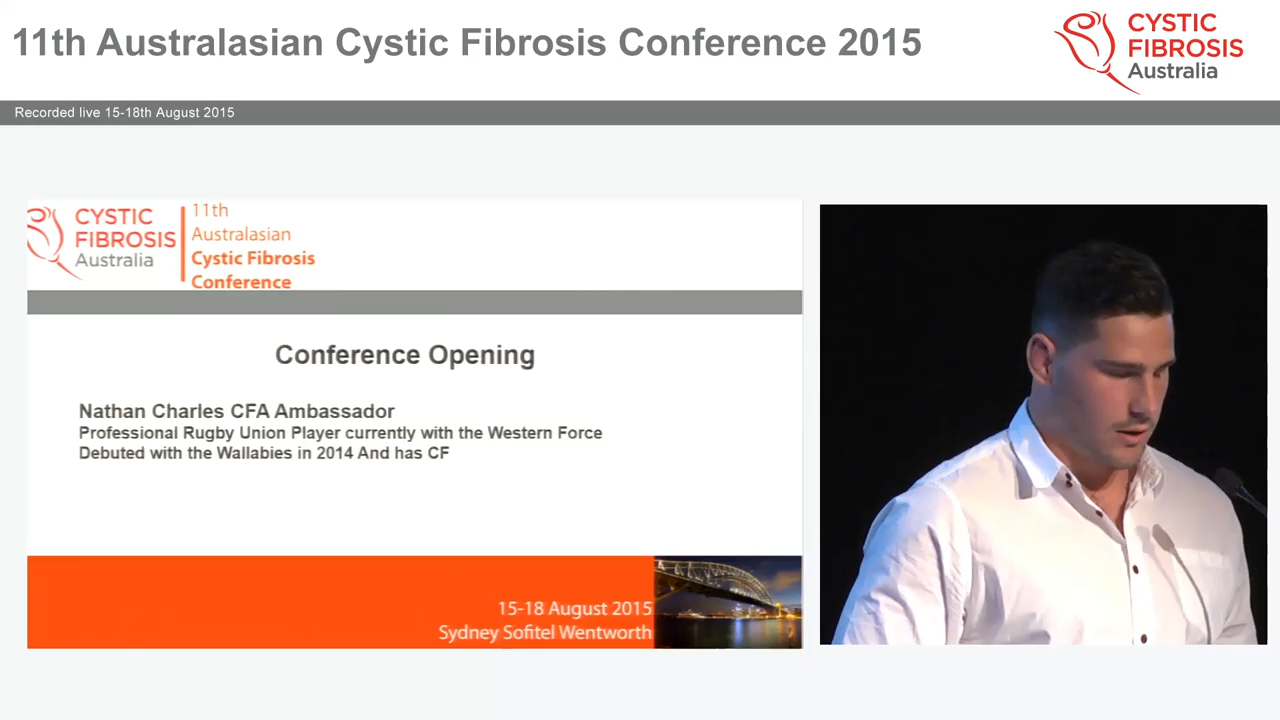 11th Australasian Cystic Fibrosis Conference 2015
CYSTIC
FIBROSIS
Australia
Recorded live 15-18th August 2015
CYSTIC
FIBROSIS
Australia
11th
Australasian
Cystic Fibrosis
Conference
Conference Opening
Nathan Charles CFA Ambassador
Professional Rugby Union Player currently with the Western Force
Debuted with the Wallabies in 2014 And has CF
15-18 August 2015
Sydney Sofitel Wentworth